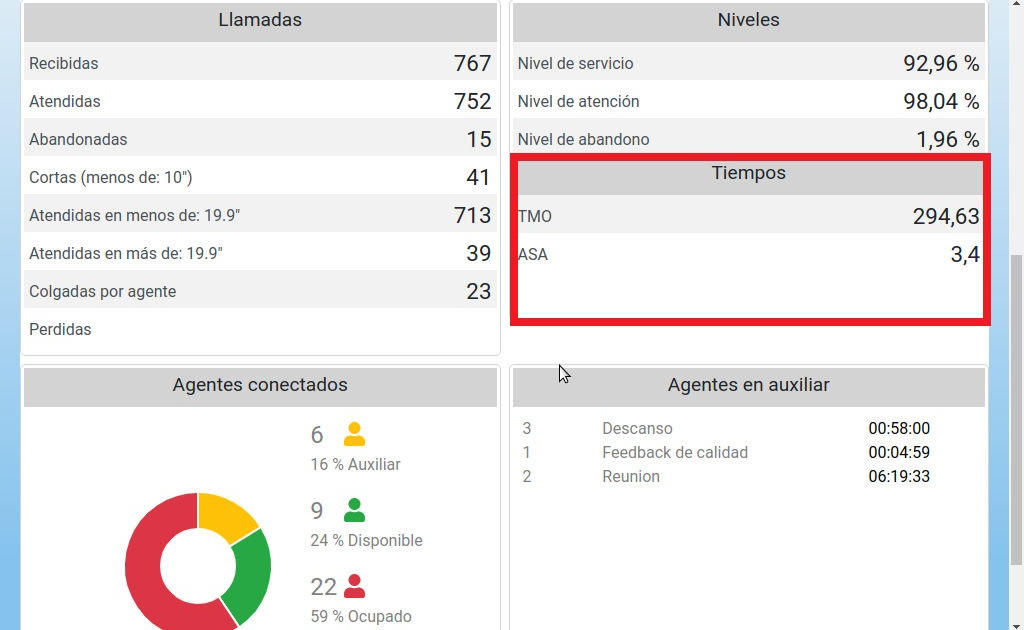 Llamadas
Recibidas 767
Atendidas 752
Abandonadas 15
Cortas (menos de: 10") 41
Atendidas en menos de: 19.9" 713
Atendidas en más de: 19.9" 39
Colgadas por agente 23
Perdidas
Niveles
Nivel de servicio 92,96 %
Nivel de atención 98,04 %
Nivel de abandono 1,96 %
Tiempos
TMO 294,63
ASA 3,4
Agentes conectados
6
16 % Auxiliar
9
24 % Disponible
22
59 % Ocupado
Agentes en auxiliar
3 Descanso 00:58:00
1 Feedback de calidad 00:04:59
2 Reunion 06:19:33